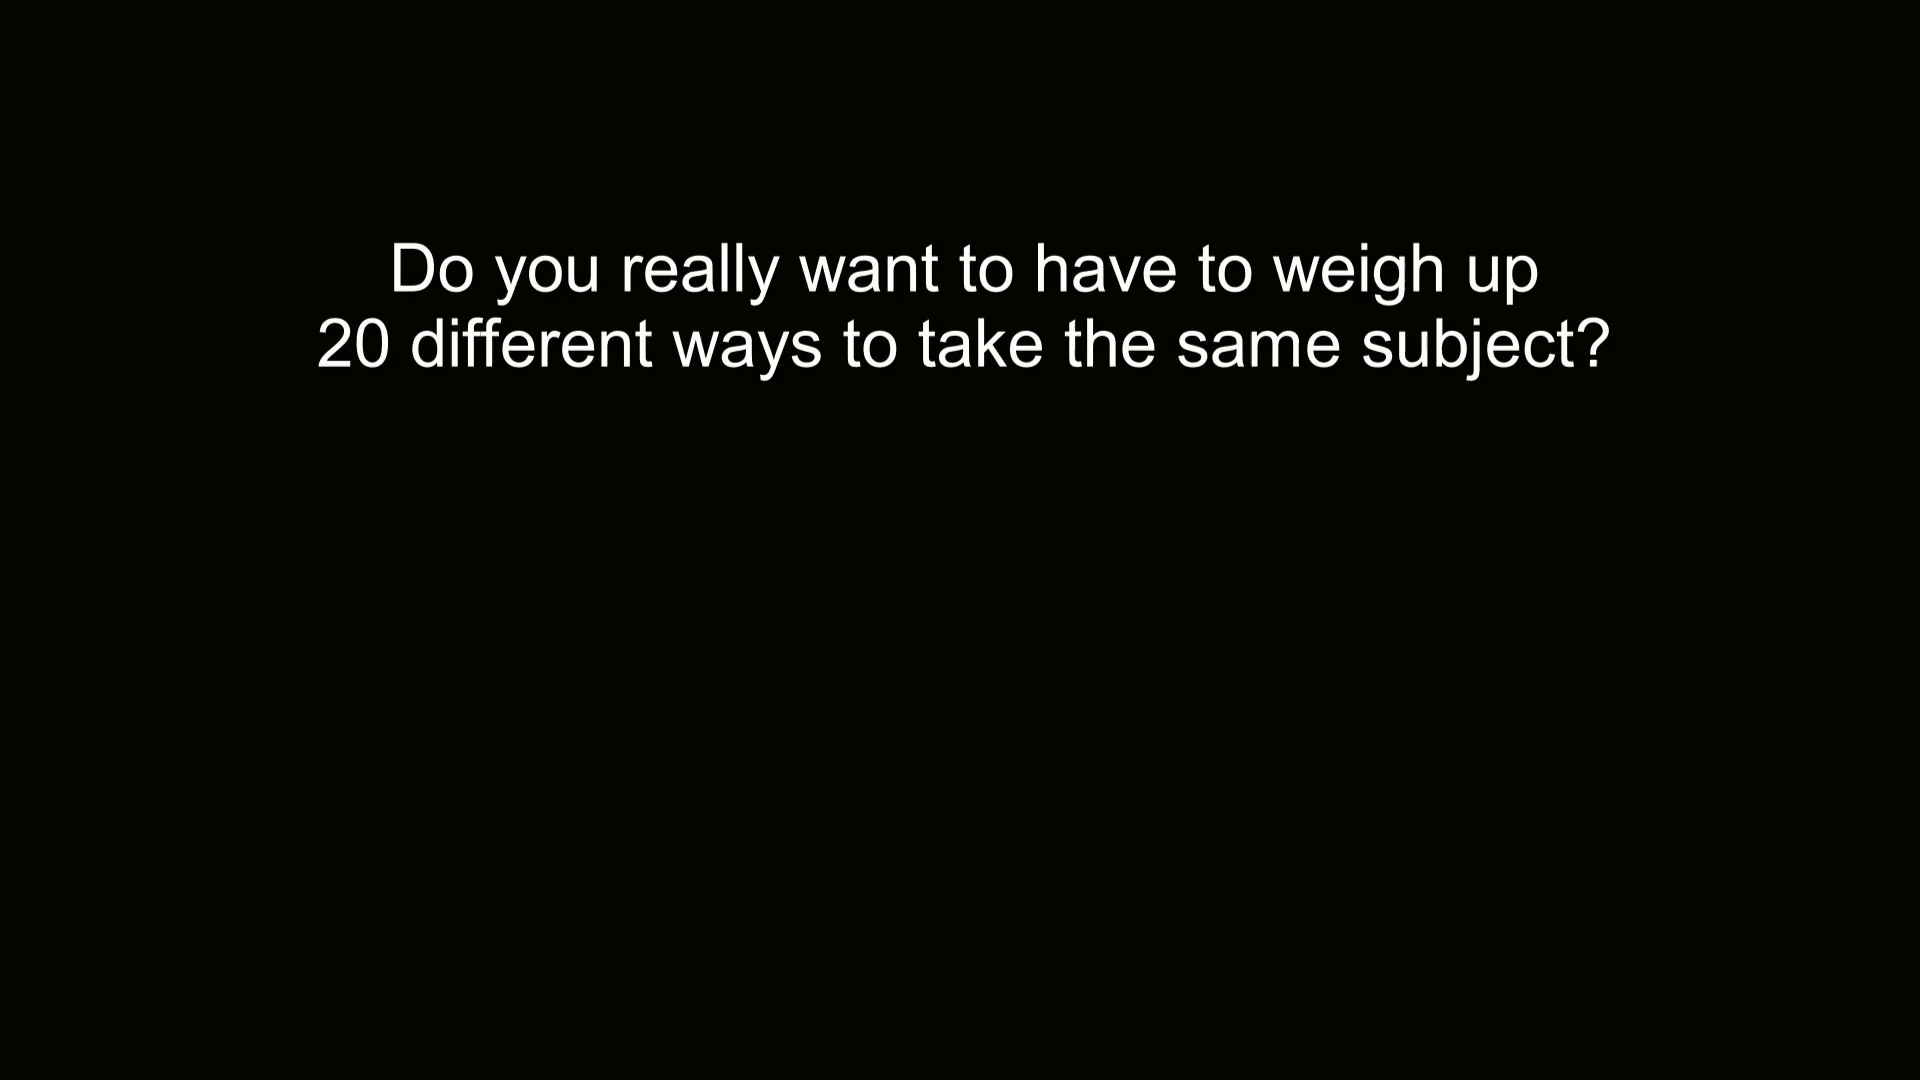 Do you really want to have to weigh up
20 different ways to take the same subject?